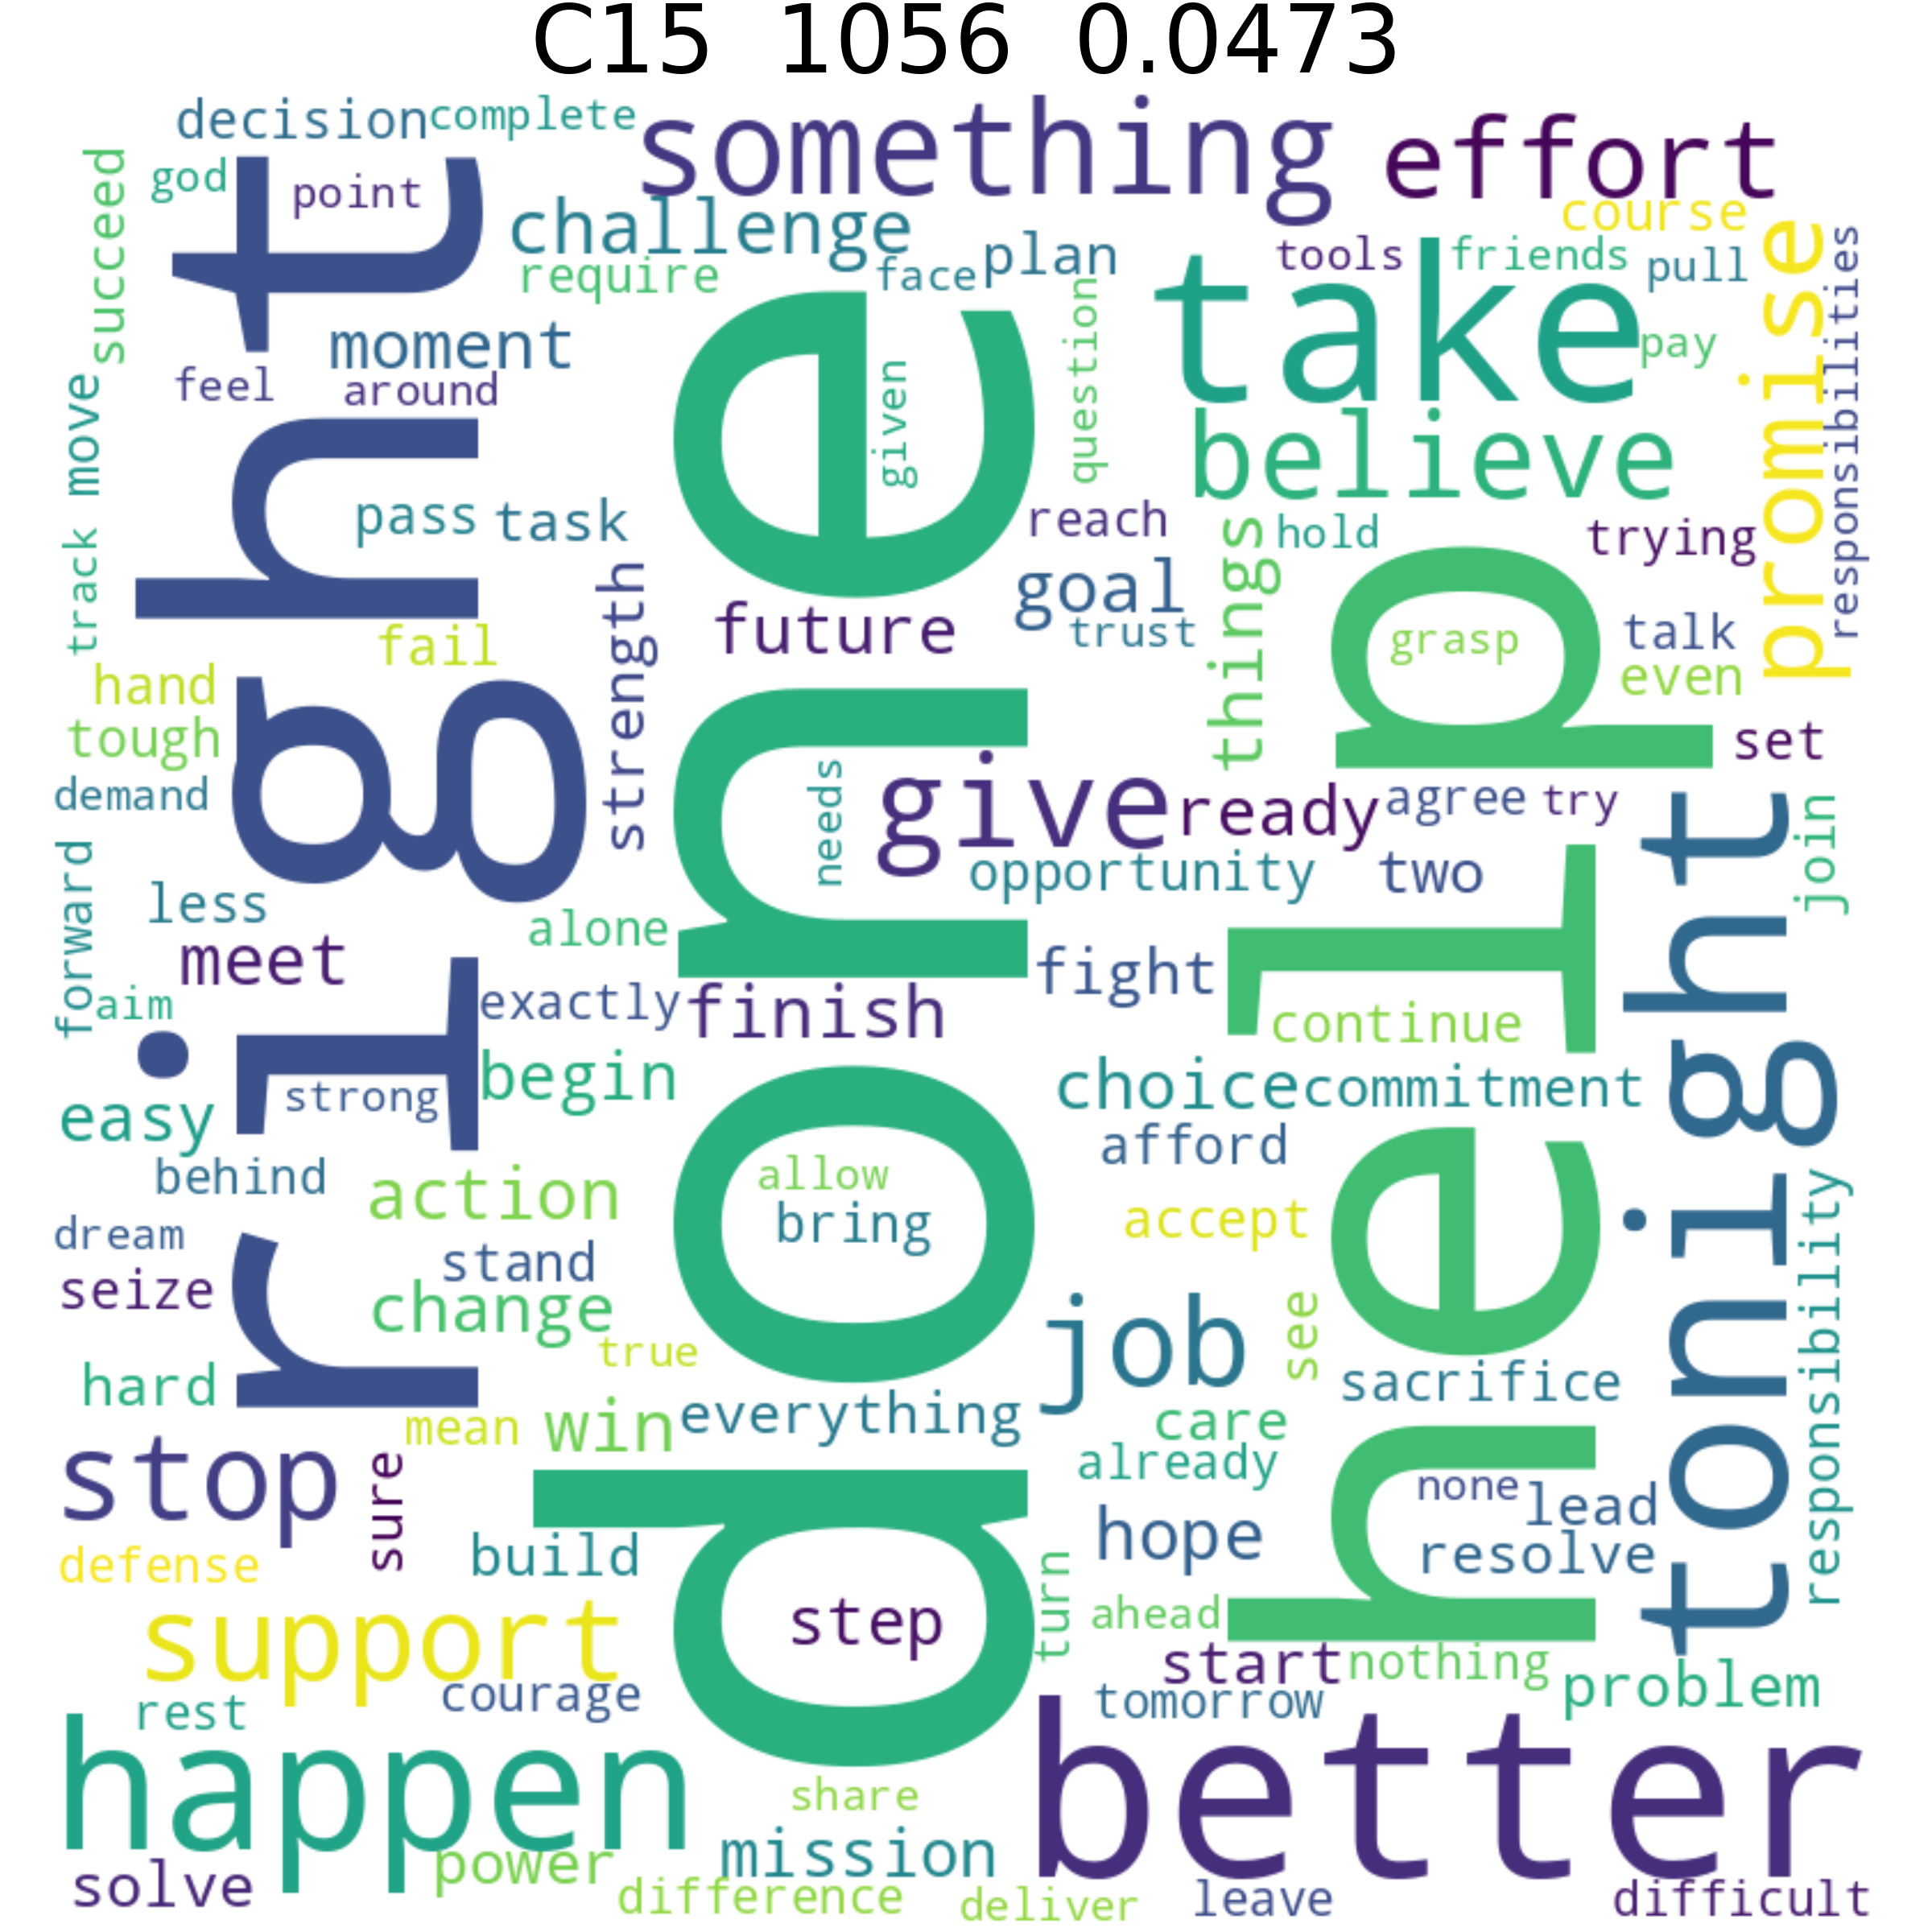 C15 1056 0.0473
decision complete something effort
god point succeed challenge course
require face plan tools friends pull
right done take help tonight
moment given question pay promise responsibilities
feel around move believe
pass task reach hold trying
track strength future goal trust things grasp talk
fail even
hand
tough set
demand needs give ready agree try
forward less opportunity two join
alone
meet fight
aim exactly finish continue
strong begin choice commitment
easy afford
behind action allow
dream bring accept responsibility
seize stand
change job see
true sacrifice
hard
mean win everything care
stop sure already
none lead
build hope resolve
defense
support step turn ahead
start nothing
rest courage tomorrow problem
happen share better
power mission
solve difference deliver leave difficult